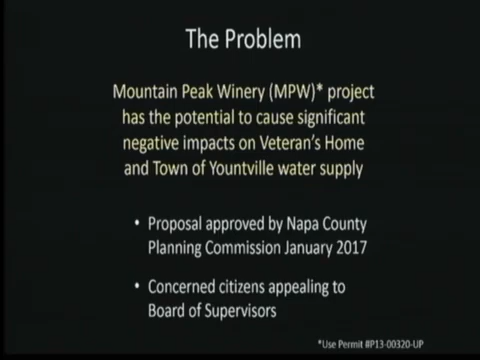 The Problem
Mountain Peak Winery (MPW)* project
has the potential to cause significant
negative impacts on Veteran's Home
and Town of Yountville water supply
• Proposal approved by Napa County
Planning Commission January 2017
• Concerned citizens appealing to
Board of Supervisors
*Use Permit #P13-00320-UP